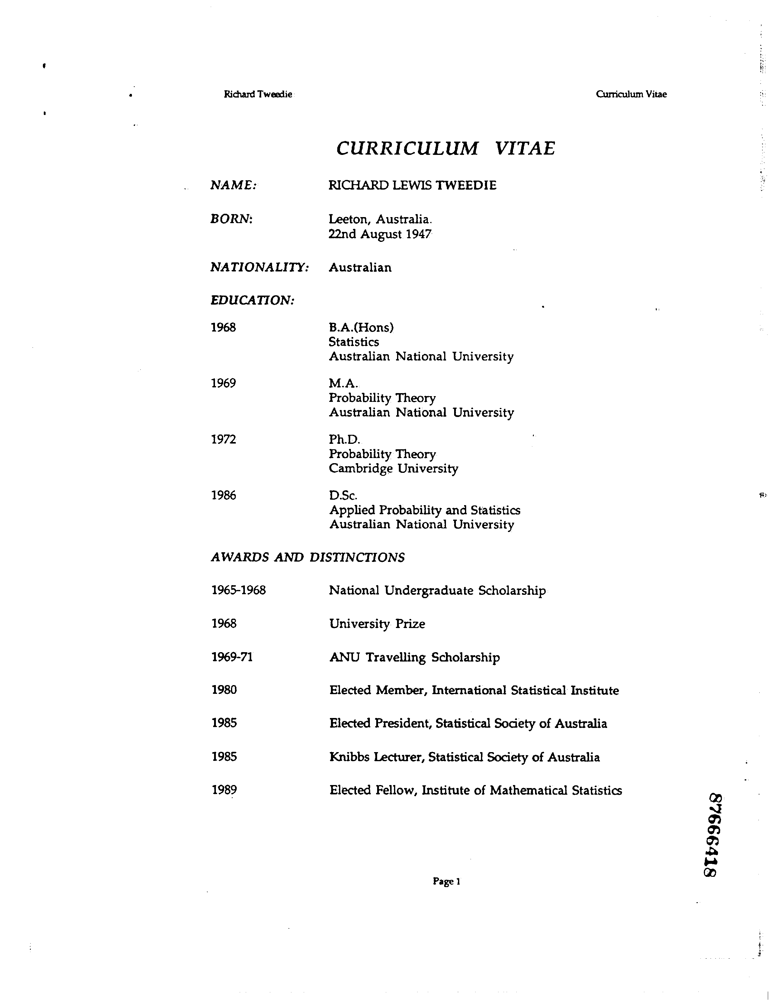 Richard Tweedie Curriculum Vitae
CURRICULUM VITAE
NAME: RICHARD LEWIS TWEEDIE
BORN: Leeton, Australia.
22nd August 1947
NATIONALITY: Australian
EDUCATION:
1968 B.A.(Hons)
Statistics
Australian National University
1969 M.A.
Probability Theory
Australian National University
1972 Ph.D.
Probability Theory
Cambridge University
1986 D.Sc.
Applied Probability and Statistics
Australian National University
AWARDS AND DISTINCTIONS
1965-1968 National Undergraduate Scholarship
1968 University Prize
1969-71 ANU Travelling Scholarship
1980 Elected Member, International Statistical Institute
1985 Elected President, Statistical Society of Australia
1985 Knibbs Lecturer, Statistical Society of Australia
1989 Elected Fellow, Institute of Mathematical Statistics
87666418
Page 1